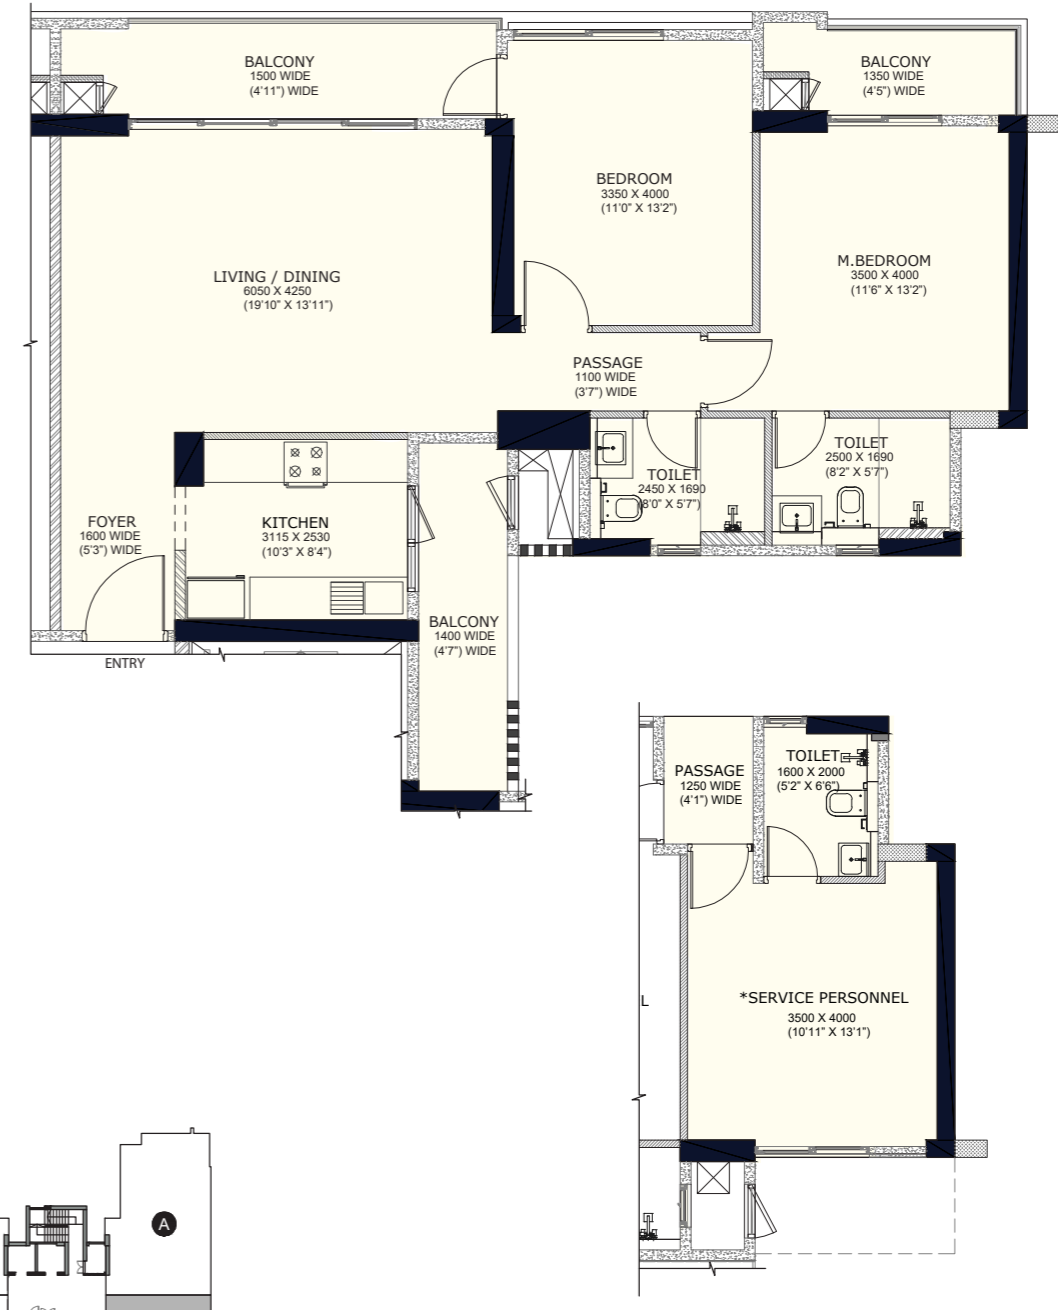 BALCONY
1500 WIDE
(4'11") WIDE
BALCONY
1350 WIDE
(4'5") WIDE
BEDROOM
3350 X 4000
(11'0" X 13'2")
M.BEDROOM
3500 X 4000
(11'6" X 13'2")
LIVING / DINING
6050 X 4250
(19'10" X 13'11")
PASSAGE
1100 WIDE
(3'7") WIDE
TOILET
2450 X 1690
(8'0" X 5'7")
TOILET
2500 X 1690
(8'2" X 5'7")
FOYER
1600 WIDE
(5'3") WIDE
KITCHEN
3115 X 2530
(10'3" X 8'4")
BALCONY
1400 WIDE
(4'7") WIDE
ENTRY
PASSAGE
1250 WIDE
(4'1") WIDE
TOILET
1600 X 2000
(5'2" X 6'6")
*SERVICE PERSONNEL
3500 X 4000
(10'11" X 13'1")
L
A